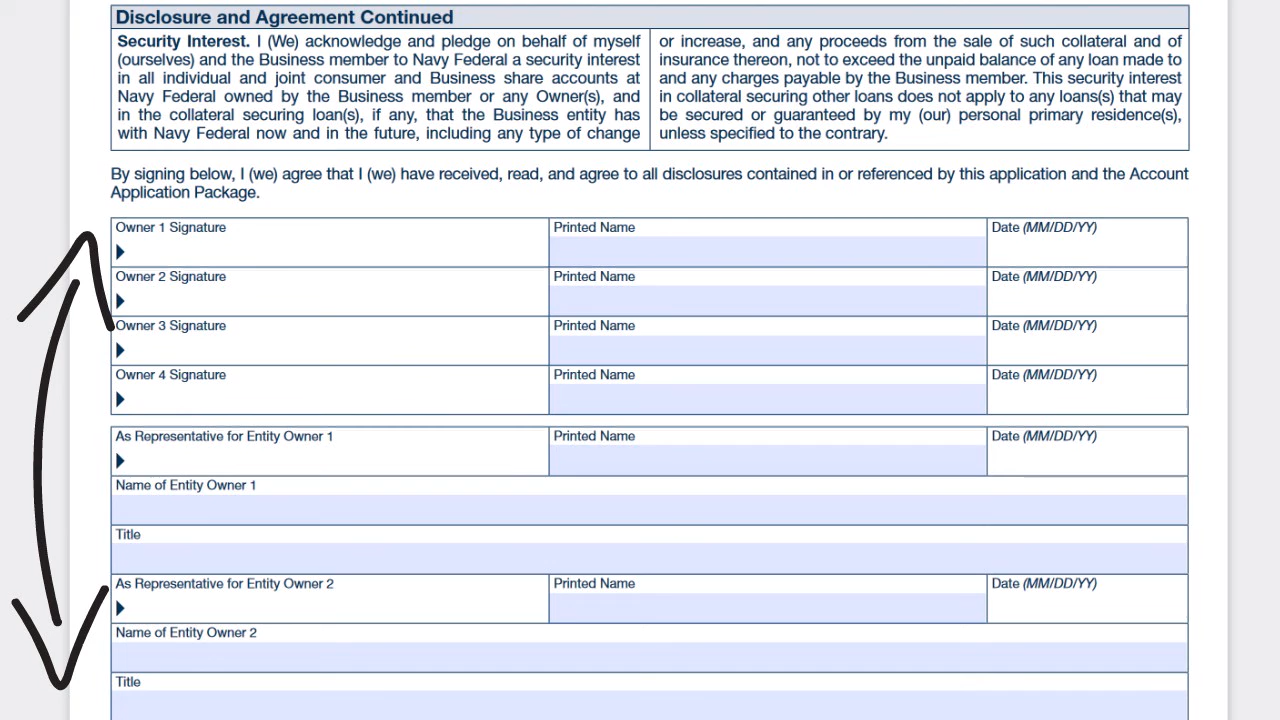 Disclosure and Agreement Continued
Security Interest. I (We) acknowledge and pledge on behalf of myself
(ourselves) and the Business member to Navy Federal a security interest
in all individual and joint consumer and Business share accounts at
Navy Federal owned by the Business member or any Owner(s), and
in the collateral securing loan(s), if any, that the Business entity has
with Navy Federal now and in the future, including any type of change
or increase, and any proceeds from the sale of such collateral and of
insurance thereon, not to exceed the unpaid balance of any loan made to
and any charges payable by the Business member. This security interest
in collateral securing other loans does not apply to any loans(s) that may
be secured or guaranteed by my (our) personal primary residence(s),
unless specified to the contrary.
By signing below, I (we) agree that I (we) have received, read, and agree to all disclosures contained in or referenced by this application and the Account
Application Package.
Owner 1 Signature Printed Name Date (MM/DD/YY)
Owner 2 Signature Printed Name Date (MM/DD/YY)
Owner 3 Signature Printed Name Date (MM/DD/YY)
Owner 4 Signature Printed Name Date (MM/DD/YY)
As Representative for Entity Owner 1 Printed Name Date (MM/DD/YY)
Name of Entity Owner 1
Title
As Representative for Entity Owner 2 Printed Name Date (MM/DD/YY)
Name of Entity Owner 2
Title